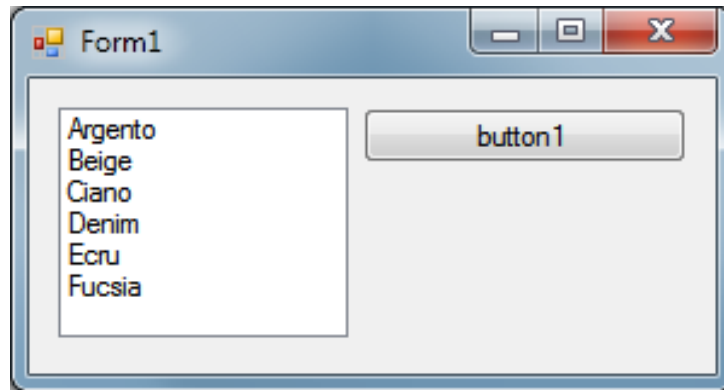 Form1
Argento
button1
Beige
Ciano
Denim
Ecru
Fucsia